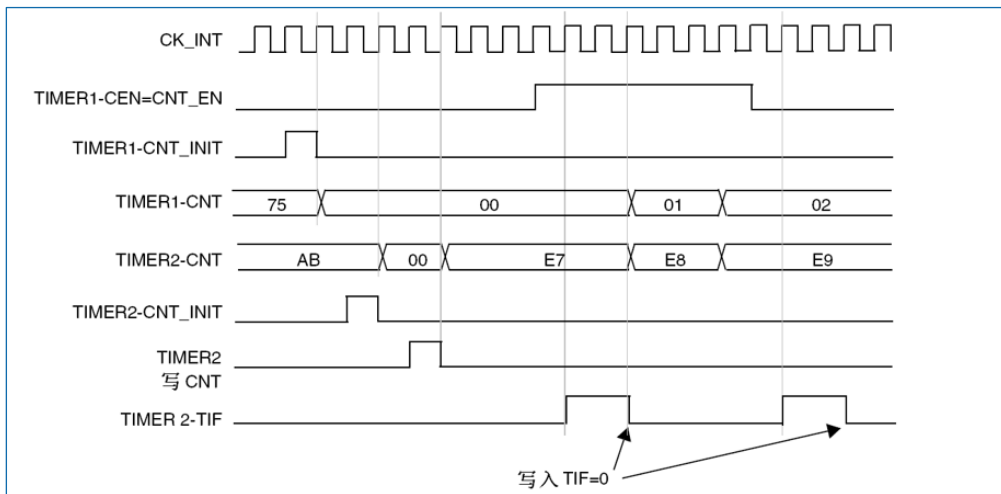 CK_INT
TIMER1-CEN=CNT_EN
TIMER1-CNT_INIT
TIMER1-CNT
75 00 01 02
TIMER2-CNT
AB 00 E7 E8 E9
TIMER2-CNT_INIT
TIMER2
写 CNT
TIMER 2-TIF
写入 TIF=0